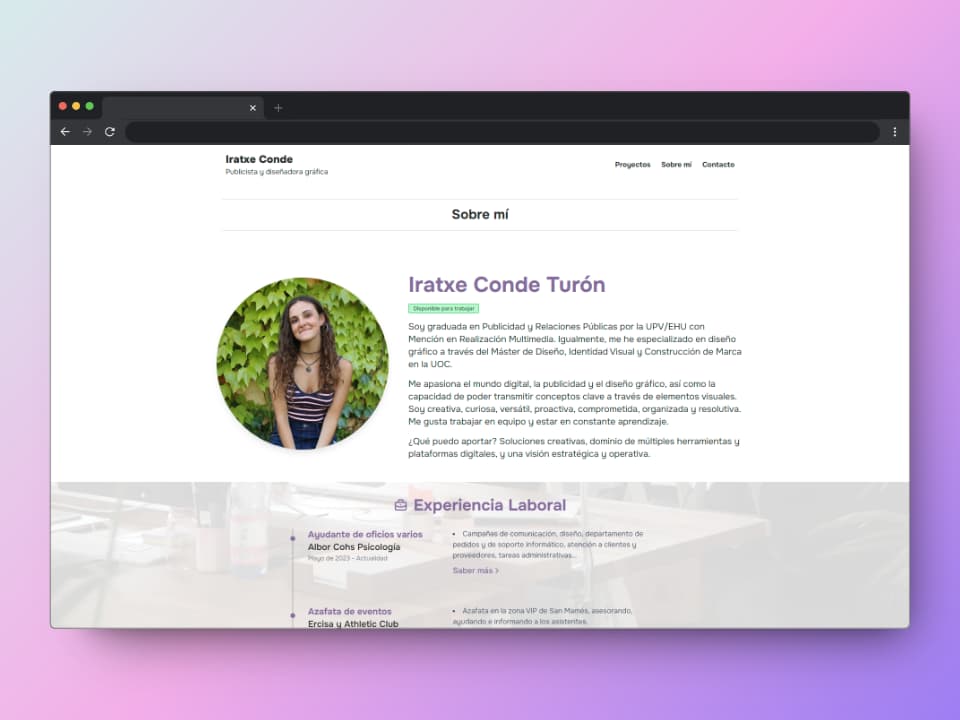 Iratxe Conde
Publicista y diseñadora gráfica
Proyectos Sobre mí Contacto
Sobre mí
Iratxe Conde Turón
Disponible para trabajar
Soy graduada en Publicidad y Relaciones Públicas por la UPV/EHU con
Mención en Realización Multimedia. Igualmente, me he especializado en diseño
gráfico a través del Máster de Diseño, Identidad Visual y Construcción de Marca
en la UOC.
Me apasiona el mundo digital, la publicidad y el diseño gráfico, así como la
capacidad de poder transmitir conceptos clave a través de elementos visuales.
Soy creativa, curiosa, versátil, proactiva, comprometida, organizada y resolutiva.
Me gusta trabajar en equipo y estar en constante aprendizaje.
¿Qué puedo aportar? Soluciones creativas, dominio de múltiples herramientas y
plataformas digitales, y una visión estratégica y operativa.
Experiencia Laboral
Ayudante de oficios varios
Albor Cohs Psicología
Mayo de 2023 - Actualidad
• Campañas de comunicación, diseño, departamento de
pedidos y de soporte informático, atención a clientes y
proveedores, tareas administrativas...
Saber más >
Azafata de eventos
Ercisa y Athletic Club
• Azafata en la zona VIP de San Mamés, asesorando,
ayudando e informando a los asistentes.